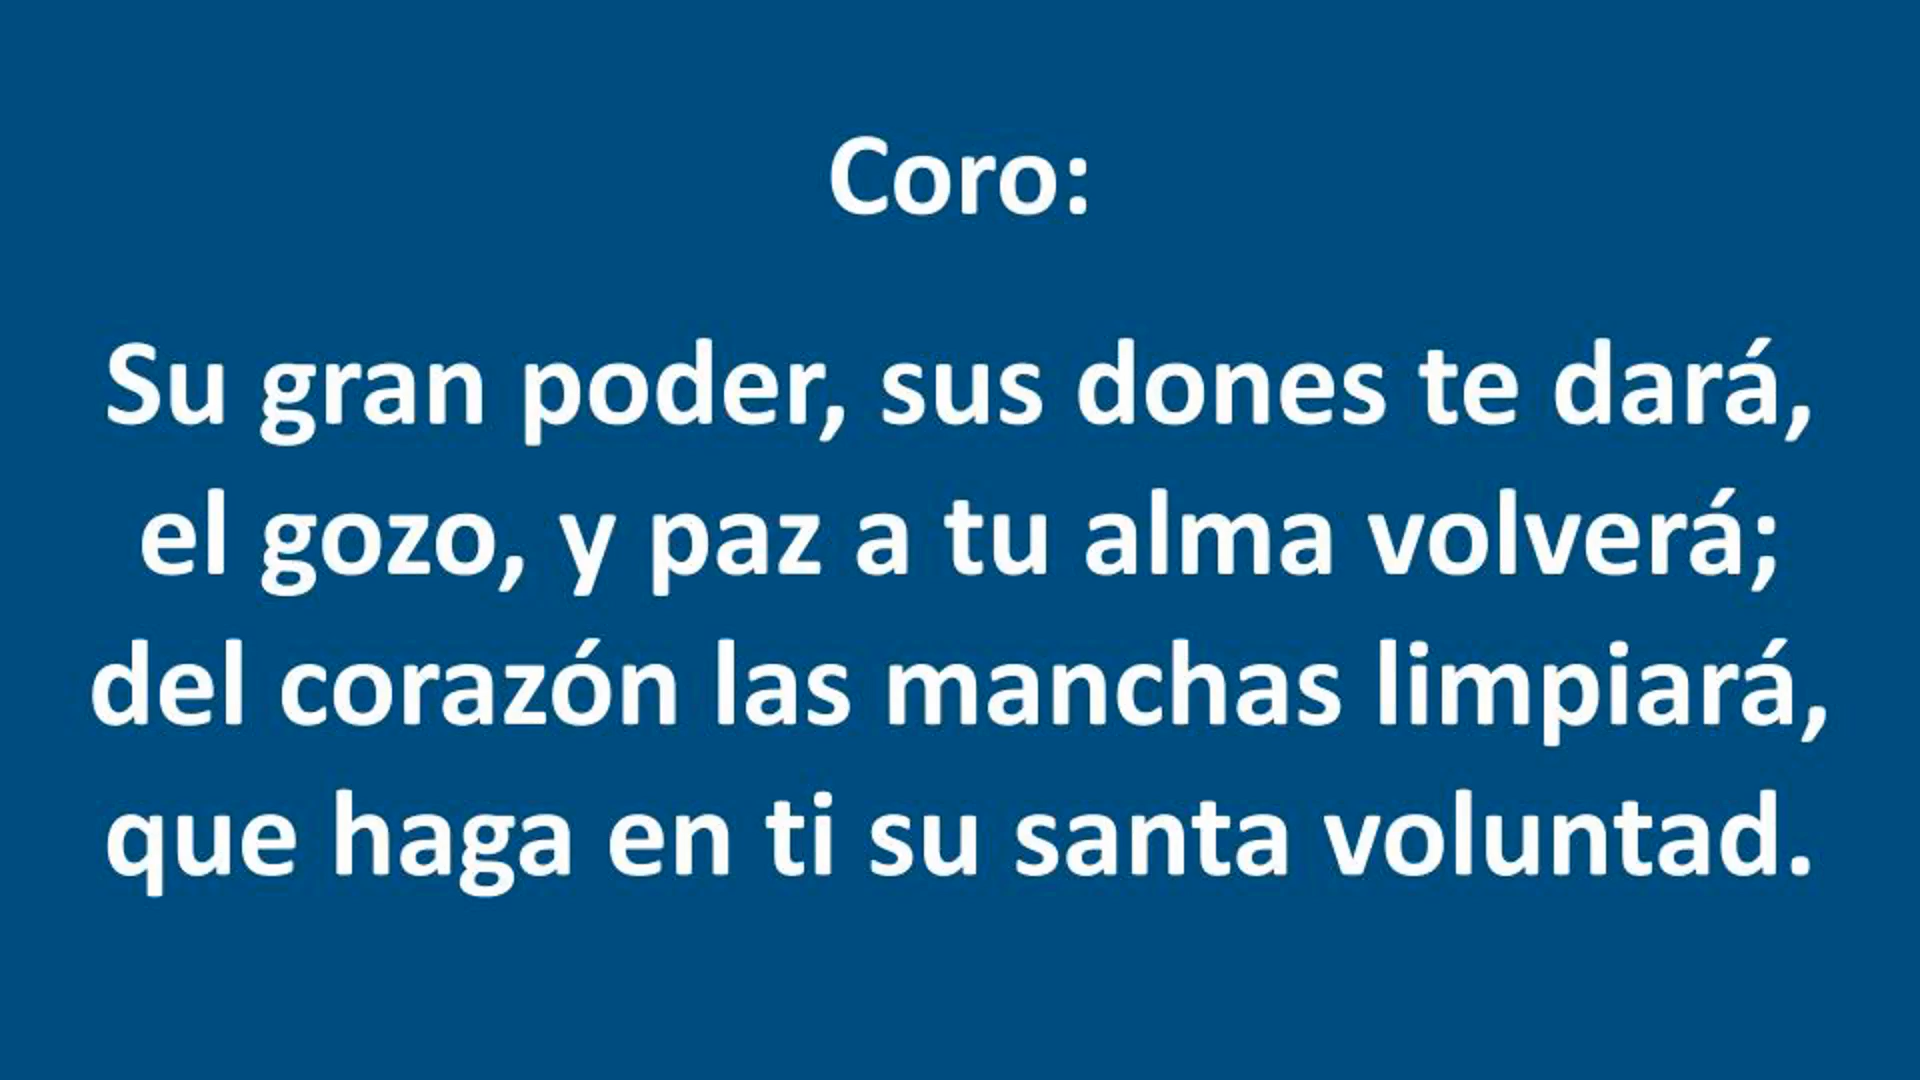 Coro:
Su gran poder, sus dones te dará,
el gozo, y paz a tu alma volverá;
del corazón las manchas limpiará,
que haga en ti su santa voluntad.